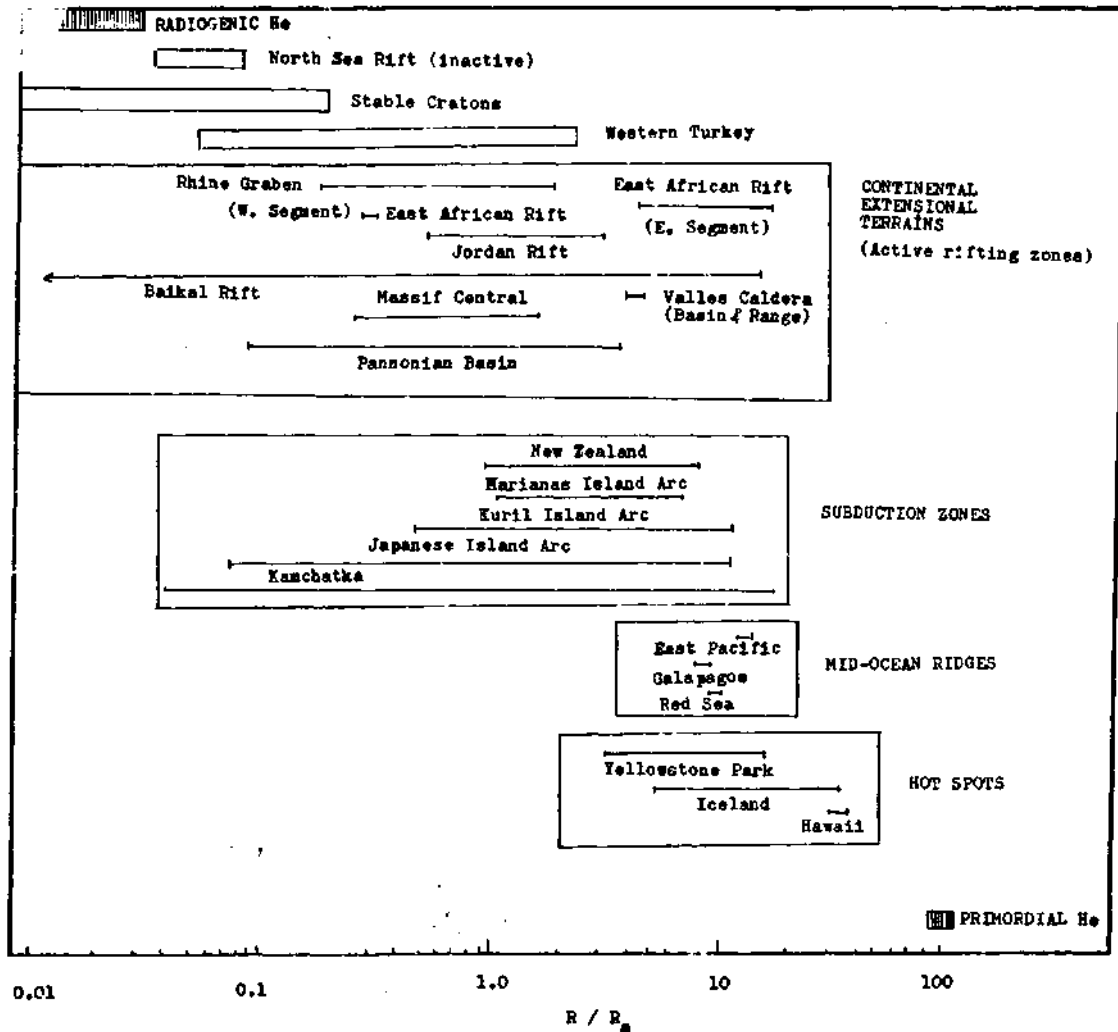 RADIOGENIC He
North Sea Rift (inactive)
Stable Cratons
Western Turkey
Rhine Graben
East African Rift
CONTINENTAL
EXTENSIONAL
TERRAINS
(Active rifting zones)
(W. Segment)
East African Rift
(E. Segment)
Jordan Rift
Baikal Rift
Massif Central
Valles Caldera
(Basin & Range)
Pannonian Basin
New Zealand
Marianas Island Arc
Kuril Island Arc
SUBDUCTION ZONES
Japanese Island Arc
Kamchatka
East Pacific
MID-OCEAN RIDGES
Galapagos
Red Sea
Yellowstone Park
HOT SPOTS
Iceland
Hawaii
PRIMORDIAL He
0.01 0.1 1.0 10 100
R / Ra